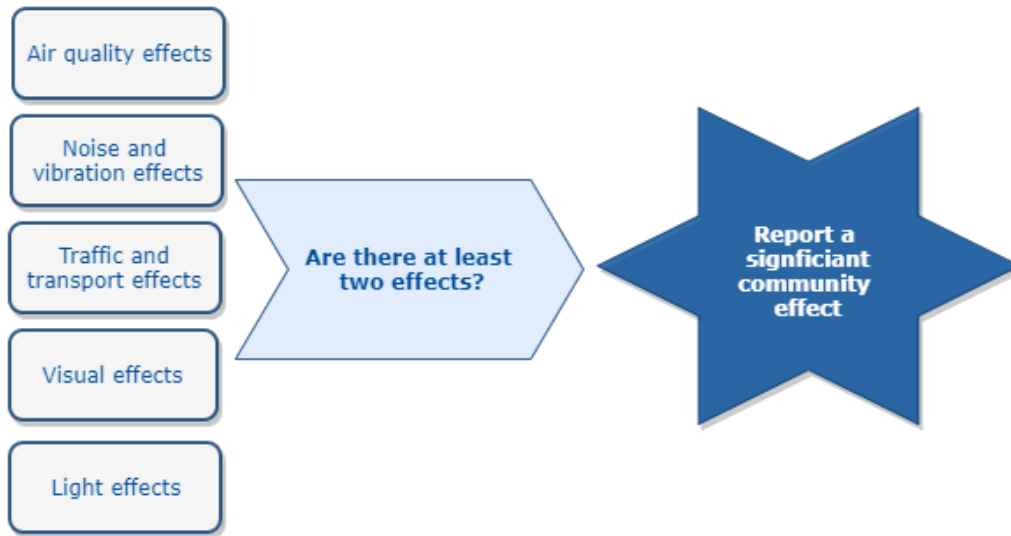 Air quality effects
Noise and
vibration effects
Traffic and
transport effects
Visual effects
Light effects
Are there at least
two effects?
Report a
signficiant
community
effect